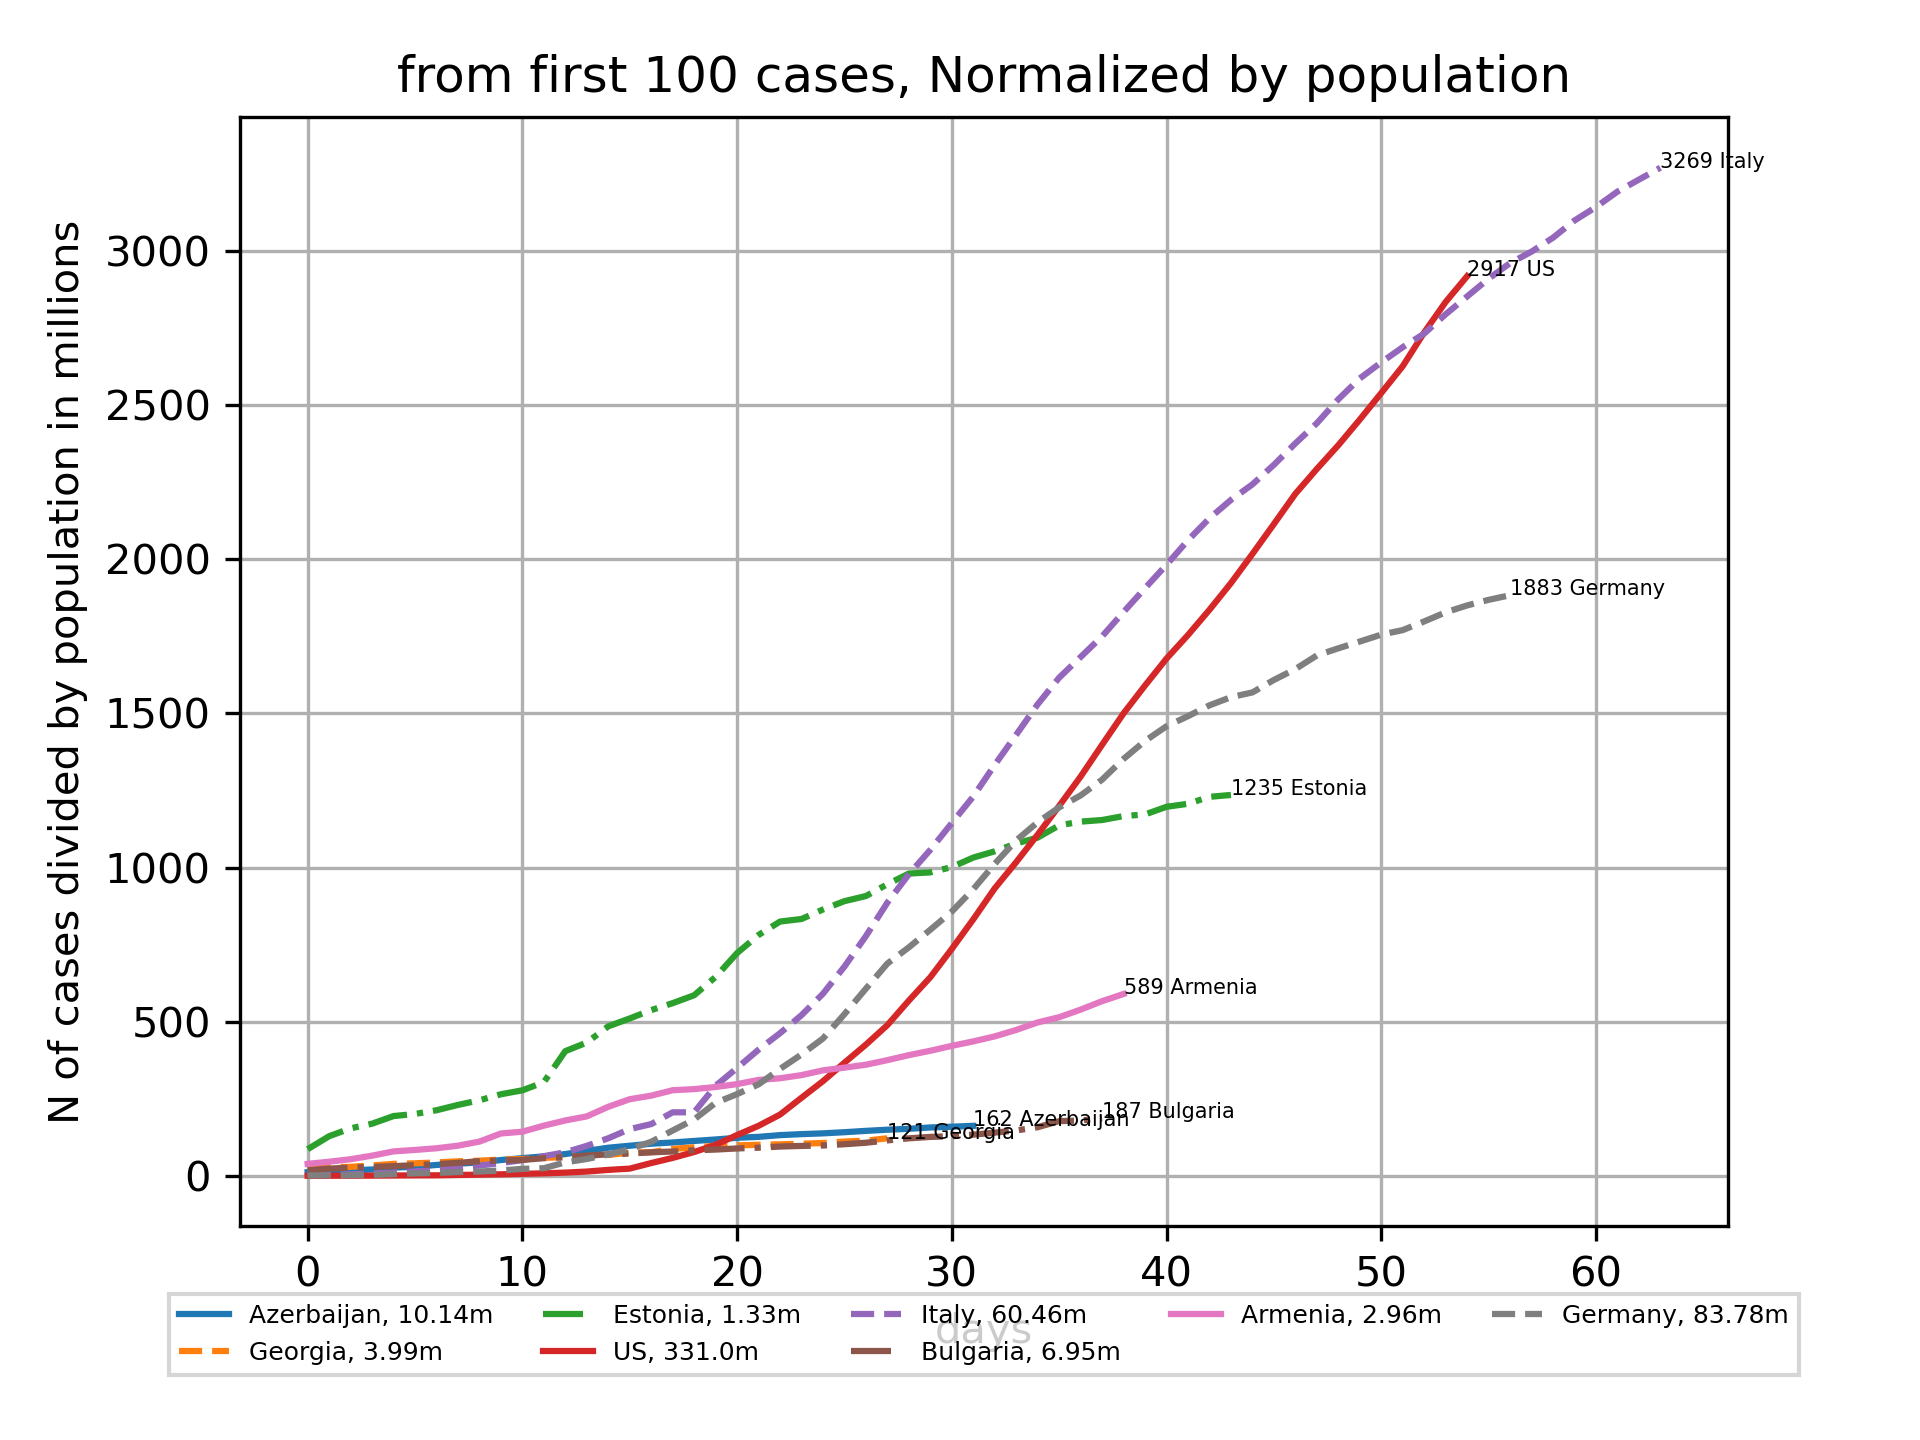 from first 100 cases, Normalized by population
N of cases divided by population in millions
3000
2500
2000
1500
1000
500
0
3269 Italy
2917 US
1883 Germany
1235 Estonia
589 Armenia
187 Bulgaria
162 Azerbaijan
121 Georgia
0 10 20 30 40 50 60
days
Azerbaijan, 10.14m Estonia, 1.33m Italy, 60.46m Armenia, 2.96m Germany, 83.78m
Georgia, 3.99m US, 331.0m Bulgaria, 6.95m